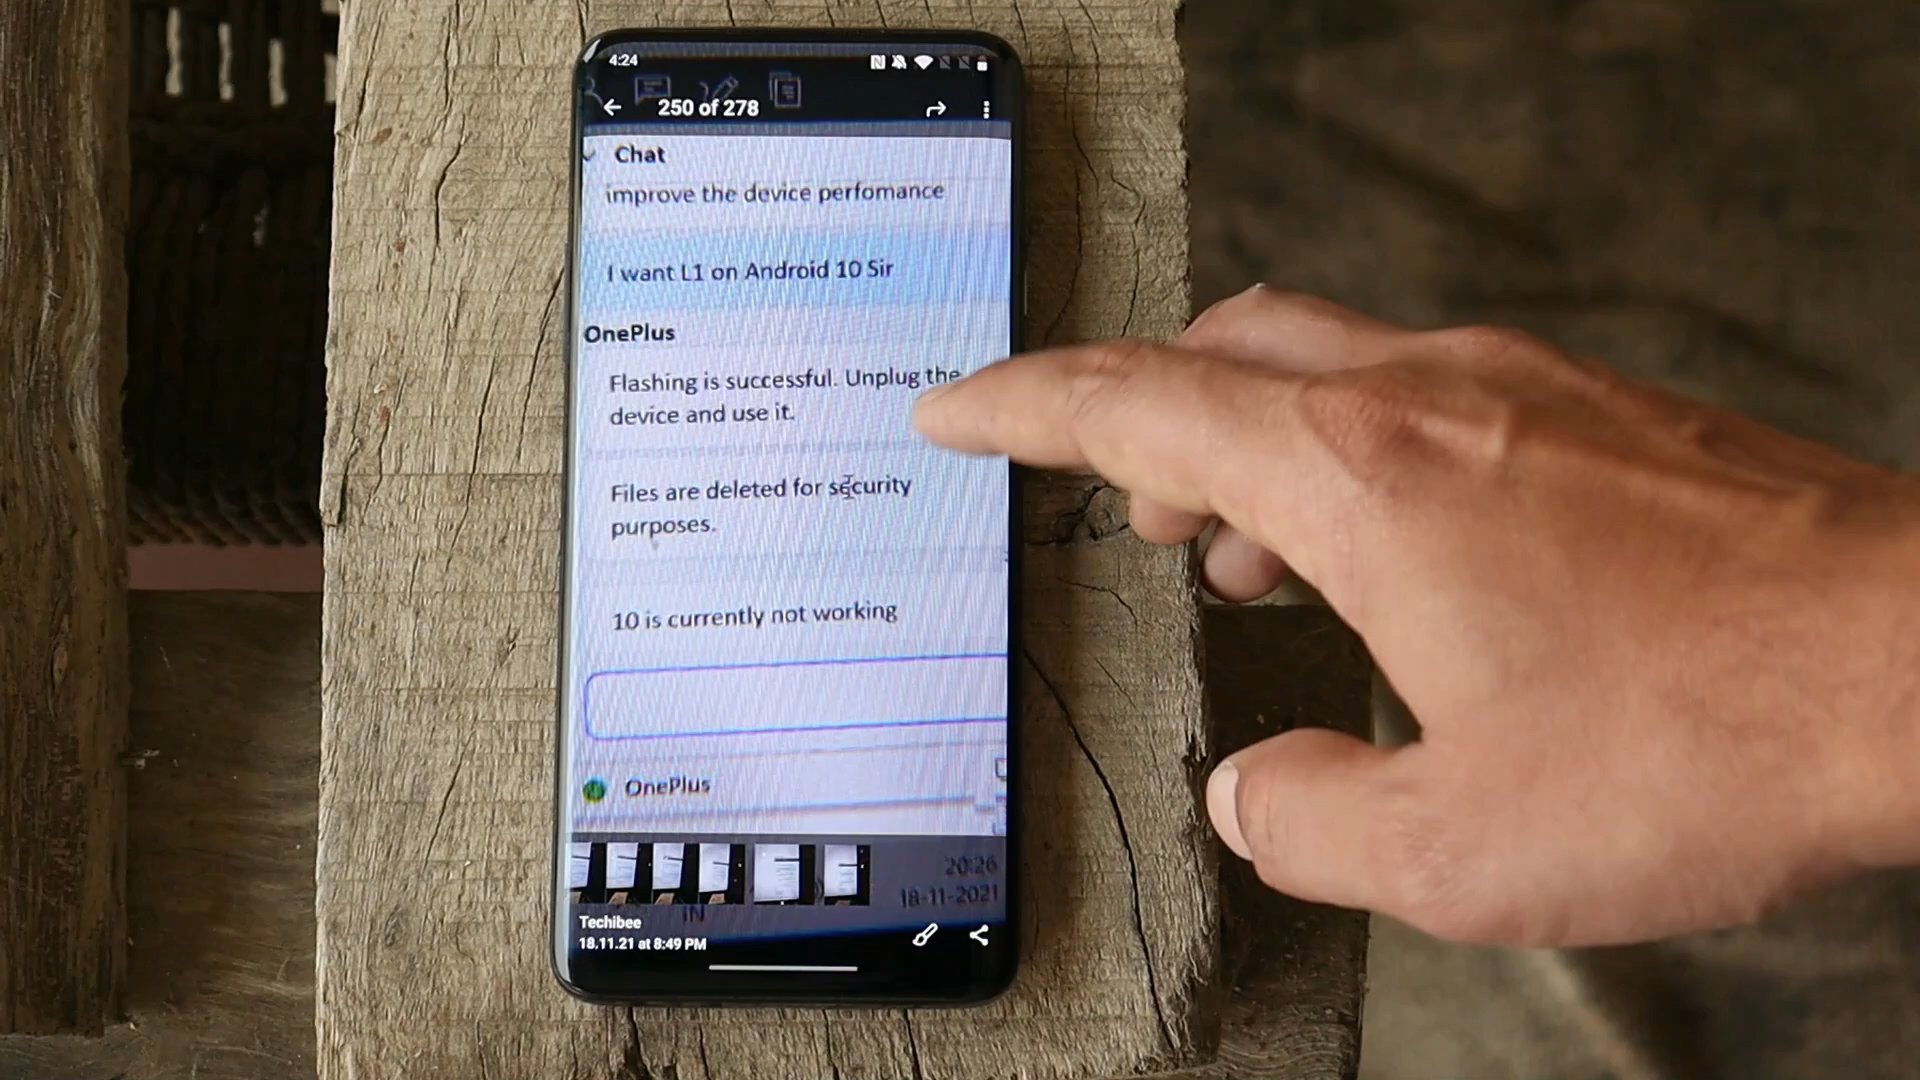 4:24
250 of 278
Chat
improve the device perfomance
I want L1 on Android 10 Sir
OnePlus
Flashing is successful. Unplug the
device and use it.
Files are deleted for security
purposes.
10 is currently not working
OnePlus
20:26
18-11-2021
IN
Techibee
18.11.21 at 8:49 PM